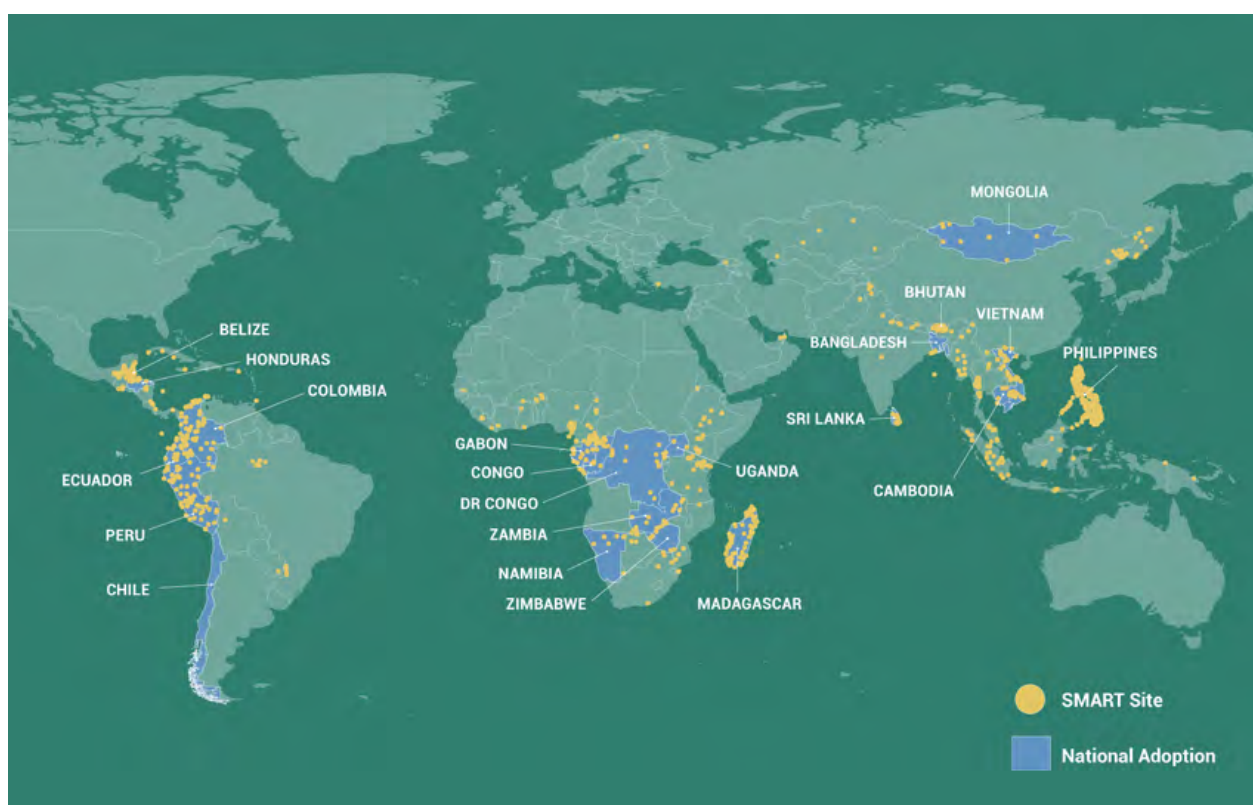 MONGOLIA
BHUTAN
VIETNAM
BELIZE
BANGLADESH
PHILIPPINES
HONDURAS
COLOMBIA
SRI LANKA
GABON
UGANDA
CONGO
ECUADOR
CAMBODIA
DR CONGO
PERU
ZAMBIA
NAMIBIA
CHILE
ZIMBABWE
MADAGASCAR
SMART Site
National Adoption